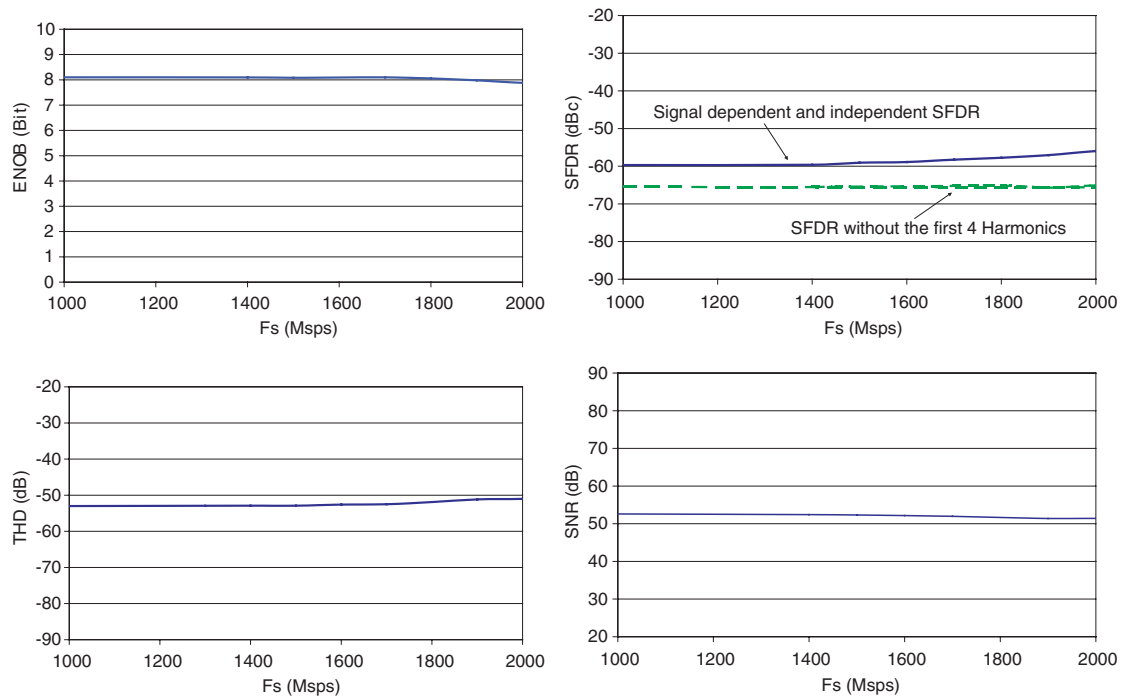 ENOB (Bit)
10
9
8
7
6
5
4
3
2
1
0
1000 1200 1400 1600 1800 2000
Fs (Msps)
SFDR (dBc)
-20
-30
-40
-50
-60
-70
-80
-90
Signal dependent and independent SFDR
SFDR without the first 4 Harmonics
1000 1200 1400 1600 1800 2000
Fs (Msps)
THD (dB)
-20
-30
-40
-50
-60
-70
-80
-90
1000 1200 1400 1600 1800 2000
Fs (Msps)
SNR (dB)
90
80
70
60
50
40
30
20
1000 1200 1400 1600 1800 2000
Fs (Msps)